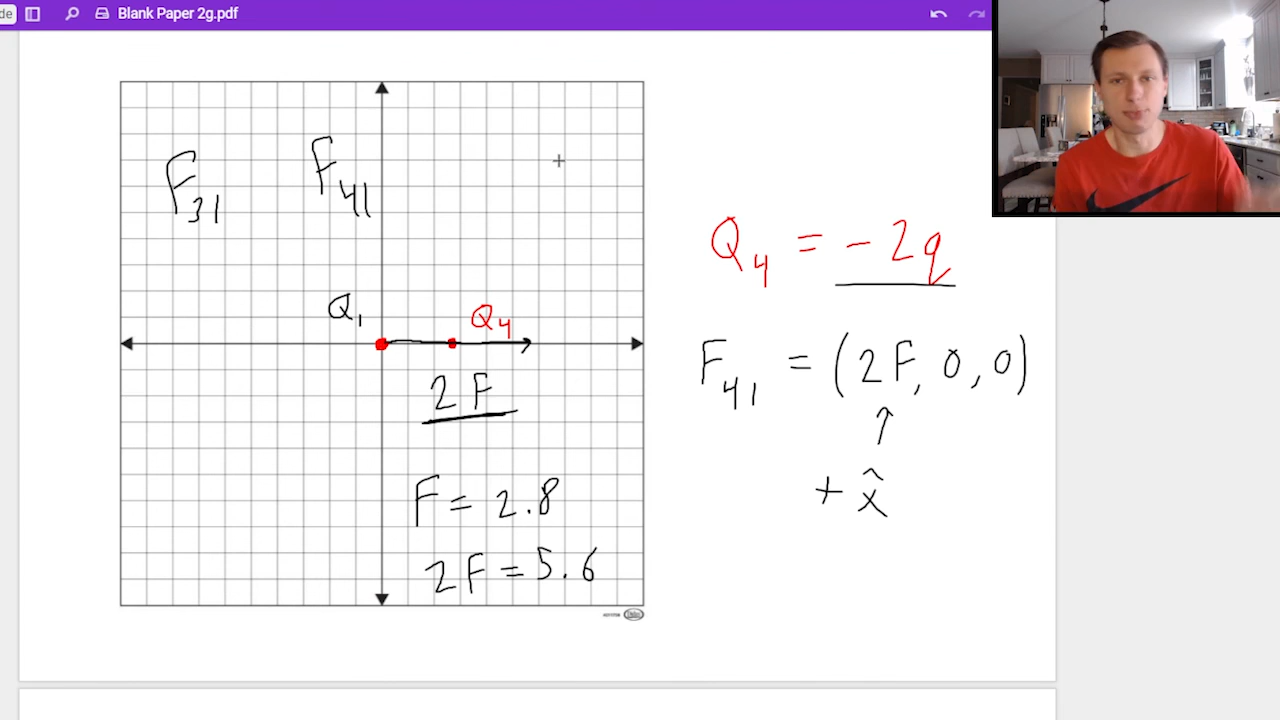 de
Blank Paper 2g.pdf
F31
F41
Q1
Q4
2F
F = 2.8
2F = 5.6
Q4 = -2q
F41 = (2F, 0, 0)
↑
+ x̂